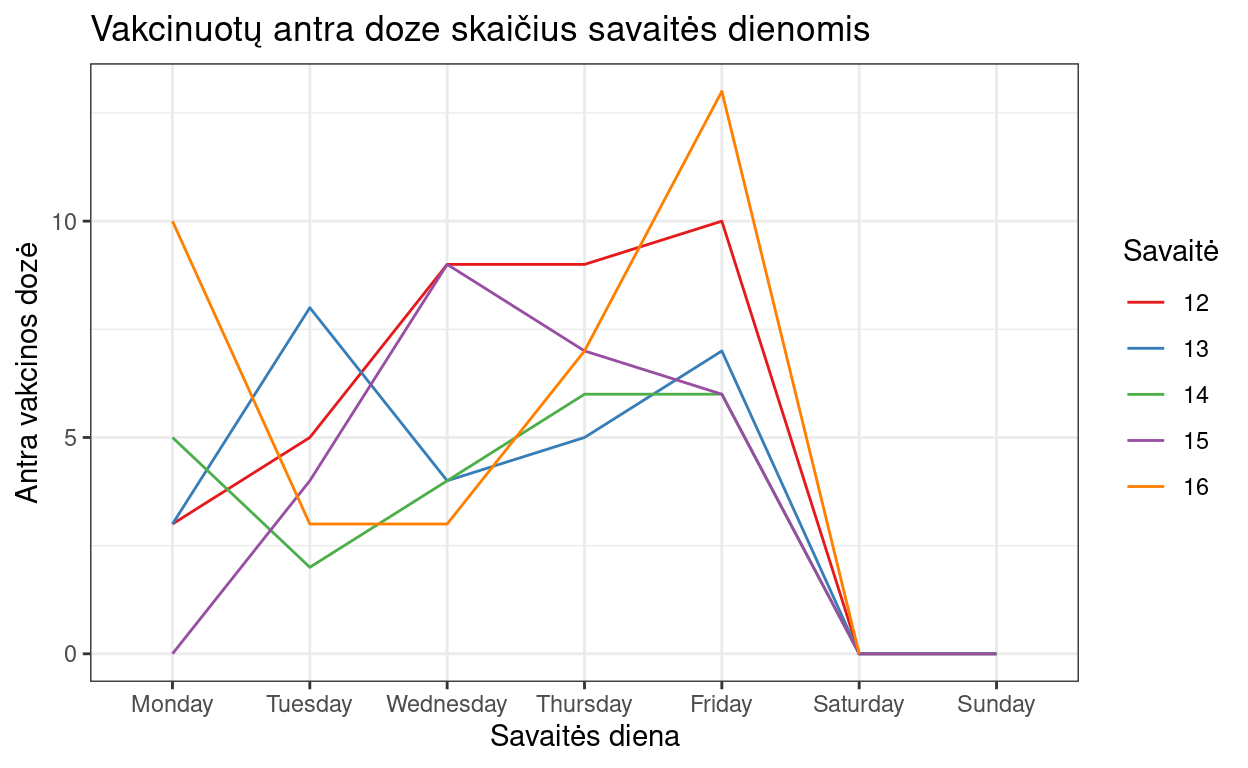 Vakcinuotų antra doze skaičius savaitės dienomis
Antra vakcinos dozė
10
5
0
Monday Tuesday Wednesday Thursday Friday Saturday Sunday
Savaitės diena
Savaitė
12
13
14
15
16